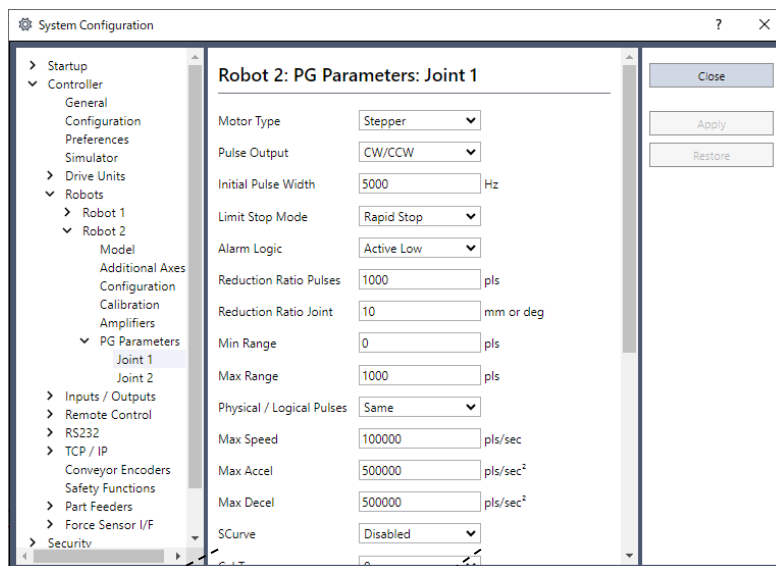 System Configuration
?
Startup
Controller
General
Configuration
Preferences
Simulator
Drive Units
Robots
Robot 1
Robot 2
Model
Additional Axes
Configuration
Calibration
Amplifiers
PG Parameters
Joint 1
Joint 2
Inputs / Outputs
Remote Control
RS232
TCP / IP
Conveyor Encoders
Safety Functions
Part Feeders
Force Sensor I/F
Security
Robot 2: PG Parameters: Joint 1
Motor Type Stepper
Pulse Output CW/CCW
Initial Pulse Width 5000 Hz
Limit Stop Mode Rapid Stop
Alarm Logic Active Low
Reduction Ratio Pulses 1000 pls
Reduction Ratio Joint 10 mm or deg
Min Range 0 pls
Max Range 1000 pls
Physical / Logical Pulses Same
Max Speed 100000 pls/sec
Max Accel 500000 pls/sec²
Max Decel 500000 pls/sec²
SCurve Disabled
Close
Apply
Restore